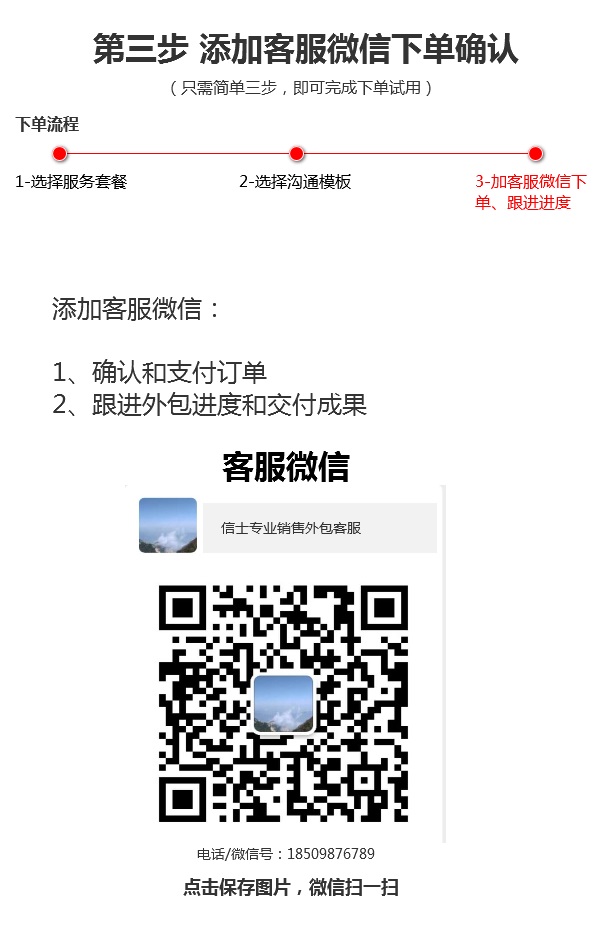 第三步 添加客服微信下单确认
（只需简单三步，即可完成下单试用）
下单流程
1-选择服务套餐
2-选择沟通模板
3-加客服微信下
单、跟进进度
添加客服微信：
1、确认和支付订单
2、跟进外包进度和交付成果
客服微信
信士专业销售外包客服
电话/微信号：18509876789
点击保存图片，微信扫一扫